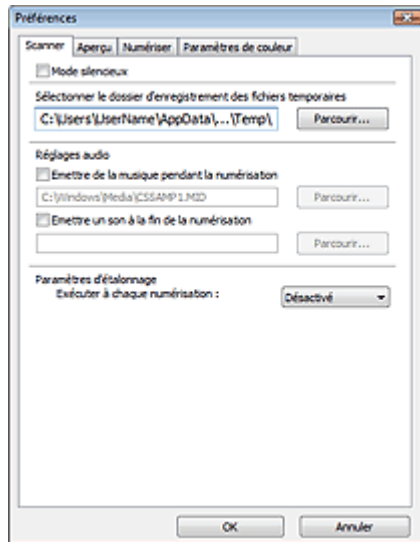 Préférences
Scanner Aperçu Numériser Paramètres de couleur
Mode silencieux
Sélectionner le dossier d'enregistrement des fichiers temporaires
C:\Users\UserName\AppData\...\Temp\ Parcourir...
Réglages audio
Emettre de la musique pendant la numérisation
C:\Windows\Media\CSSAMP1.MID Parcourir...
Emettre un son à la fin de la numérisation
Parcourir...
Paramètres d'étalonnage
Exécuter à chaque numérisation : Désactivé
OK Annuler